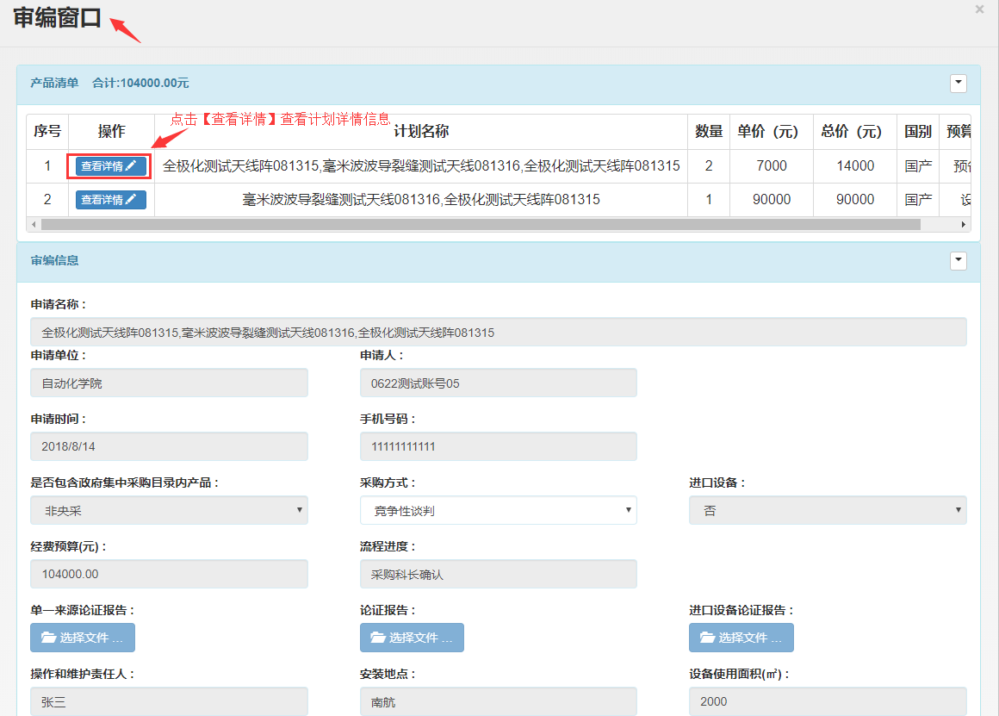 审编窗口
×
产品清单 合计:104000.00元
点击【查看详情】查看计划详情信息
序号 操作 计划名称 数量 单价（元） 总价（元） 国别 预算
1 查看详情 全极化测试天线阵081315,毫米波波导裂缝测试天线081316,全极化测试天线阵081315 2 7000 14000 国产 预
2 查看详情 毫米波波导裂缝测试天线081316,全极化测试天线阵081315 1 90000 90000 国产 设
审编信息
申请名称：
全极化测试天线阵081315,毫米波波导裂缝测试天线081316,全极化测试天线阵081315
申请单位： 申请人：
自动化学院 0622测试账号05
申请时间： 手机号码：
2018/8/14 11111111111
是否包含政府集中采购目录内产品： 采购方式： 进口设备：
非央采 竞争性谈判 否
经费预算(元)： 流程进度：
104000.00 采购科长确认
单一来源论证报告： 论证报告： 进口设备论证报告：
选择文件 ... 选择文件 ... 选择文件 ...
操作和维护责任人： 安装地点： 设备使用面积(㎡)：
张三 南航 2000